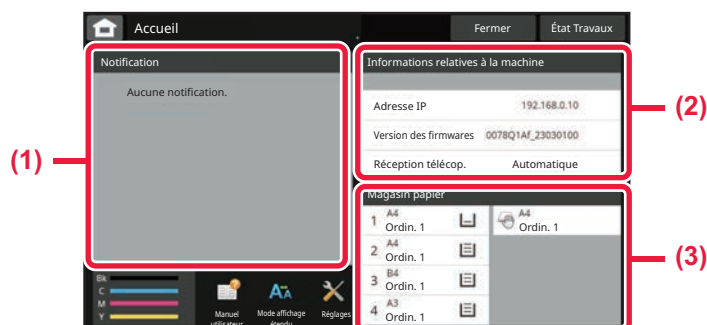 Accueil
Fermer
État Travaux
Notification
Aucune notification.
Informations relatives à la machine
Adresse IP 192.168.0.10
Version des firmwares 0078Q1Af_23030100
Réception télécop. Automatique
(1)
(2)
Magasin papier
1 A4
Ordin. 1
A4
Ordin. 1
2 A4
Ordin. 1
3 B4
Ordin. 1
4 A3
Ordin. 1
(3)
Bk
C
M
Y
Manuel
utilisateur
Mode affichage
étendu
Réglages